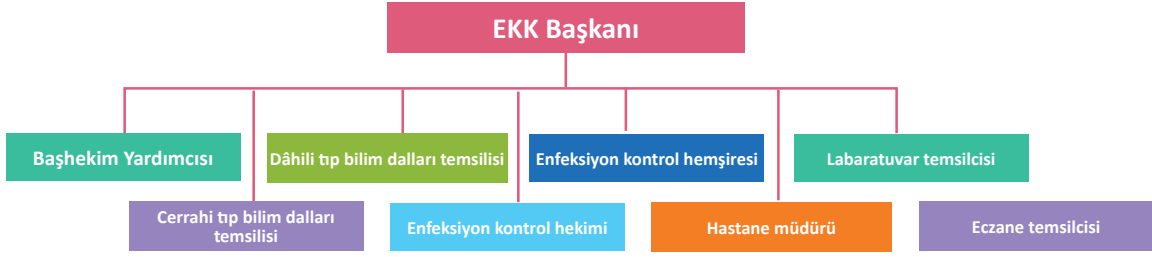 EKK Başkanı
Başhekim Yardımcısı
Dâhili tıp bilim dalları temsilisi
Enfeksiyon kontrol hemşiresi
Labaratuvar temsilcisi
Cerrahi tıp bilim dalları
temsilisi
Enfeksiyon kontrol hekimi
Hastane müdürü
Eczane temsilcisi